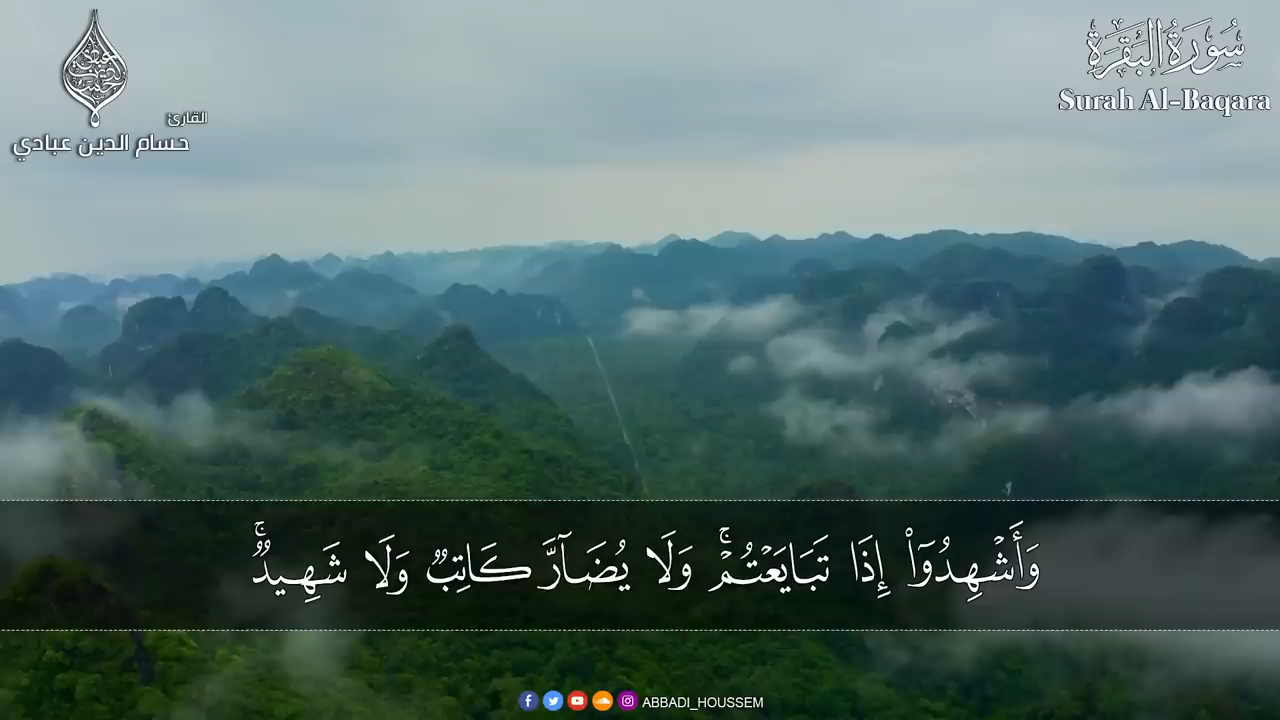 سُورَةُ البَقَرَةِ
Surah Al-Baqara
القارئ
حسام الدين عبادي
وَأَشْهِدُوٓا۟ إِذَا تَبَايَعْتُمْ ۚ وَلَا يُضَآرَّ كَاتِبٌ وَلَا شَهِيدٌ ۚ
ABBADI_HOUSSEM